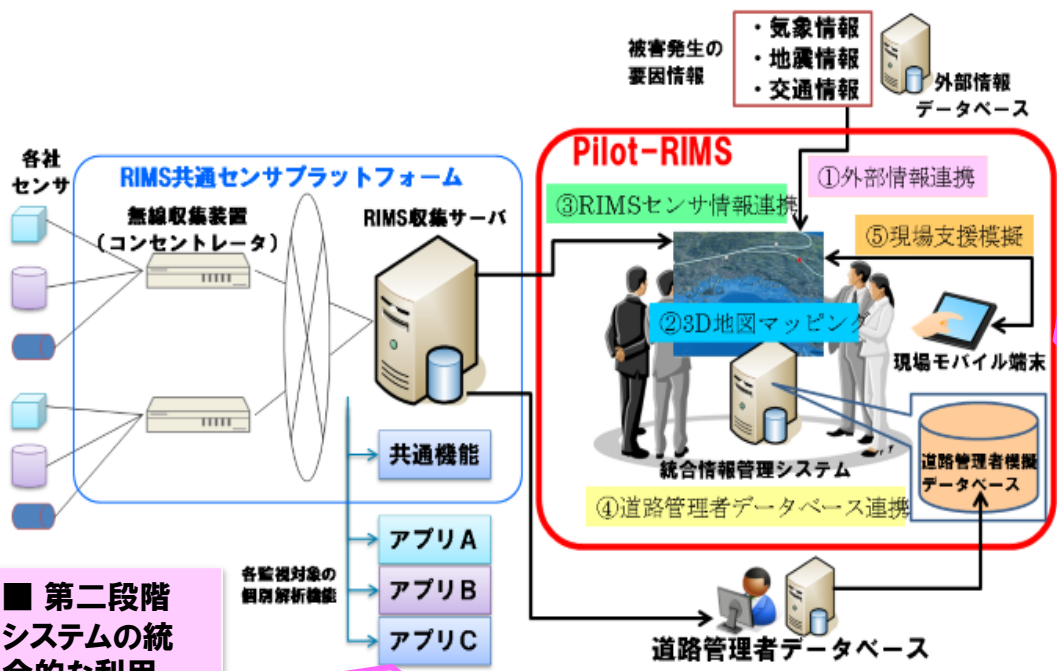 被害発生の
要因情報
・気象情報
・地震情報
・交通情報
外部情報
データベース
各社
センサ
RIMS共通センサプラットフォーム
無線収集装置
（コンセントレータ）
RIMS収集サーバ
Pilot-RIMS
①外部情報連携
③RIMSセンサ情報連携
⑤現場支援模擬
②3D地図マッピング
現場モバイル端末
統合情報管理システム
道路管理者模擬
データベース
④道路管理者データベース連携
共通機能
アプリA
アプリB
アプリC
各監視対象の
個別解析機能
道路管理者データベース
■ 第二段階
システムの統
合的な利用